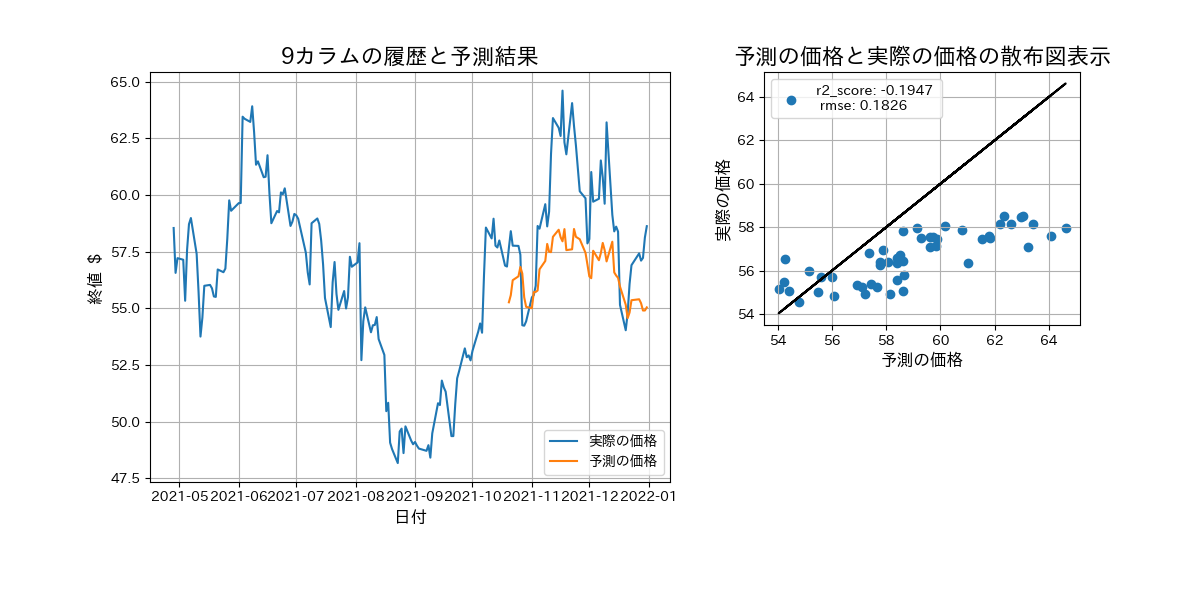 9カラムの履歴と予測結果
65.0
62.5
60.0
57.5
55.0
52.5
50.0
47.5
終値 $
2021-05 2021-06 2021-07 2021-08 2021-09 2021-10 2021-11 2021-12 2022-01
日付
実際の価格
予測の価格
予測の価格と実際の価格の散布図表示
r2_score: -0.1947
rmse: 0.1826
64
62
60
58
56
54
実際の価格
54 56 58 60 62 64
予測の価格